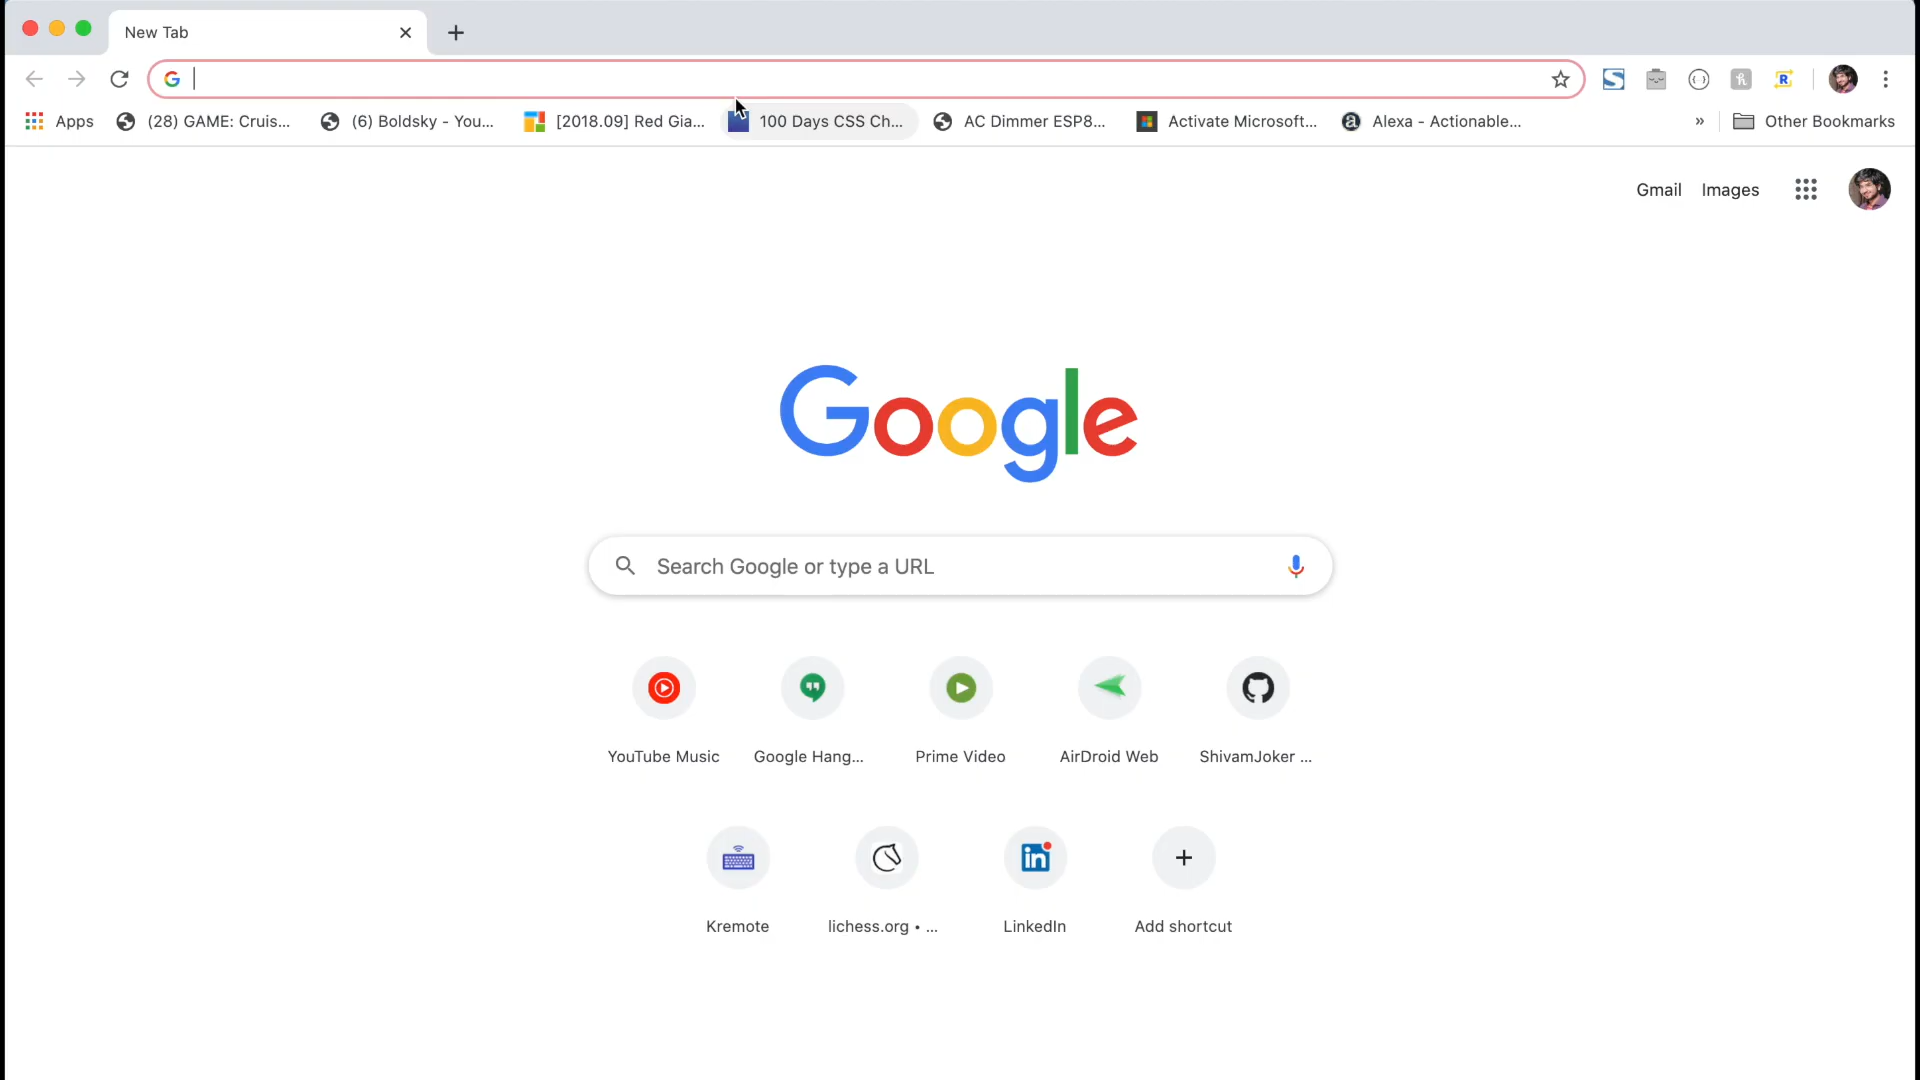 New Tab
Apps
(28) GAME: Cruis...
(6) Boldsky - You...
[2018.09] Red Gia...
100 Days CSS Ch...
AC Dimmer ESP8...
Activate Microsoft...
Alexa - Actionable...
»
Other Bookmarks
Gmail Images
Google
Search Google or type a URL
YouTube Music
Google Hang...
Prime Video
AirDroid Web
ShivamJoker ...
Kremote
lichess.org • ...
LinkedIn
Add shortcut